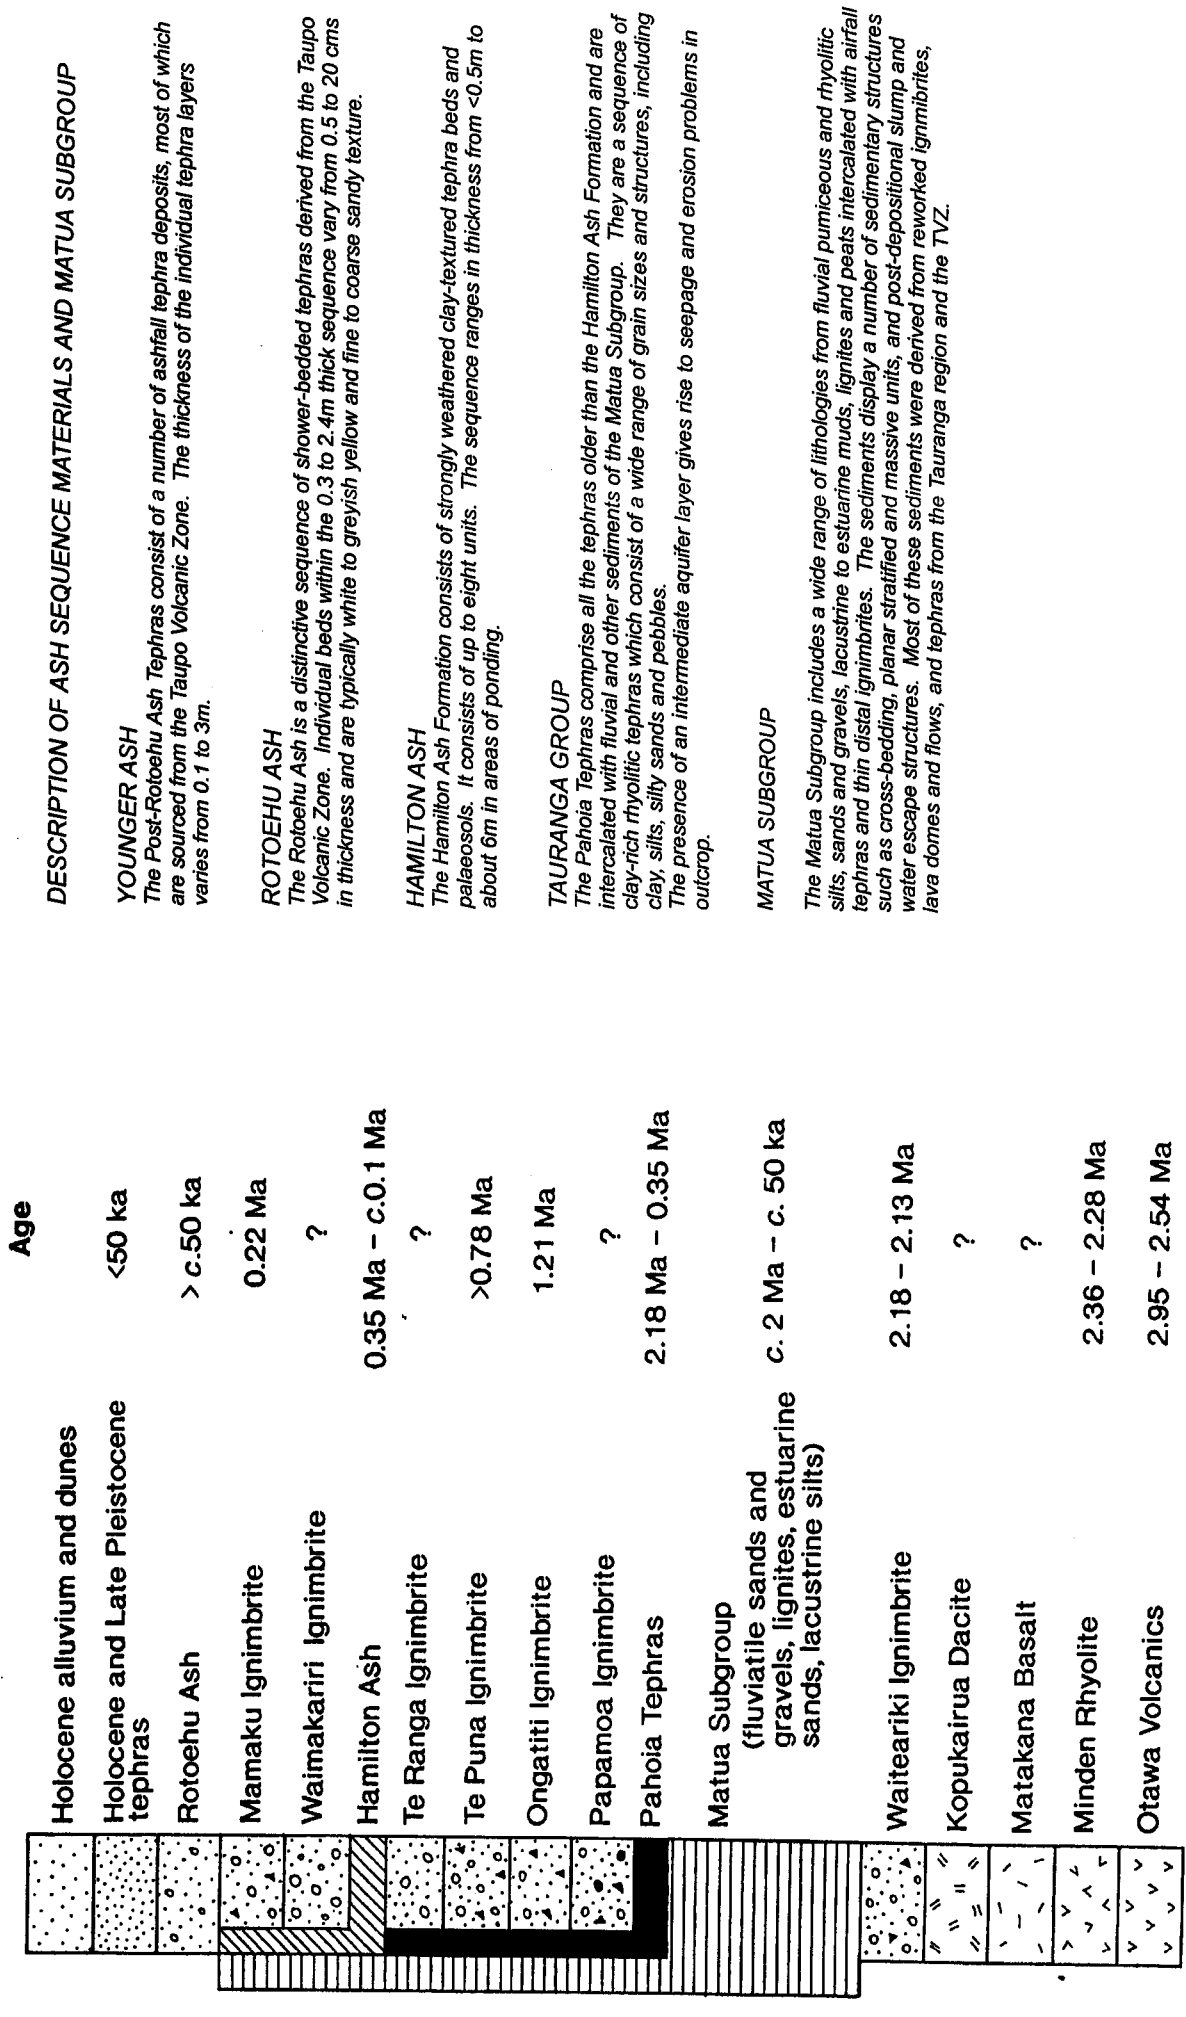 Age
Holocene alluvium and dunes
Holocene and Late Pleistocene
tephras
<50 ka
Rotoehu Ash
> c.50 ka
Mamaku Ignimbrite
0.22 Ma
Waimakariri Ignimbrite
?
Hamilton Ash
0.35 Ma – c.0.1 Ma
Te Ranga Ignimbrite
?
Te Puna Ignimbrite
>0.78 Ma
Ongatiti Ignimbrite
1.21 Ma
Papamoa Ignimbrite
?
Pahoia Tephras
2.18 Ma – 0.35 Ma
Matua Subgroup
(fluviatile sands and
gravels, lignites, estuarine
sands, lacustrine silts)
c. 2 Ma – c. 50 ka
Waiteariki Ignimbrite
2.18 – 2.13 Ma
Kopukairua Dacite
?
Matakana Basalt
?
Minden Rhyolite
2.36 – 2.28 Ma
Otawa Volcanics
2.95 – 2.54 Ma
DESCRIPTION OF ASH SEQUENCE MATERIALS AND MATUA SUBGROUP
YOUNGER ASH
The Post-Rotoehu Ash Tephras consist of a number of ashfall tephra deposits, most of which
are sourced from the Taupo Volcanic Zone. The thickness of the individual tephra layers
varies from 0.1 to 3m.
ROTOEHU ASH
The Rotoehu Ash is a distinctive sequence of shower-bedded tephras derived from the Taupo
Volcanic Zone. Individual beds within the 0.3 to 2.4m thick sequence vary from 0.5 to 20 cms
in thickness and are typically white to greyish yellow and fine to coarse sandy texture.
HAMILTON ASH
The Hamilton Ash Formation consists of strongly weathered clay-textured tephra beds and
palaeosols. It consists of up to eight units. The sequence ranges in thickness from <0.5m to
about 6m in areas of ponding.
TAURANGA GROUP
The Pahoia Tephras comprise all the tephras older than the Hamilton Ash Formation and are
intercalated with fluvial and other sediments of the Matua Subgroup. They are a sequence of
clay-rich rhyolitic tephras which consist of a wide range of grain sizes and structures, including
clay, silts, silty sands and pebbles.
The presence of an intermediate aquifer layer gives rise to seepage and erosion problems in
outcrop.
MATUA SUBGROUP
The Matua Subgroup includes a wide range of lithologies from fluvial pumiceous and rhyolitic
silts, sands and gravels, lacustrine to estuarine muds, lignites and peats intercalated with airfall
tephras and thin distal ignimbrites. The sediments display a number of sedimentary structures
such as cross-bedding, planar stratified and massive units, and post-depositional slump and
water escape structures. Most of these sediments were derived from reworked ignmibrites,
lava domes and flows, and tephras from the Tauranga region and the TVZ.